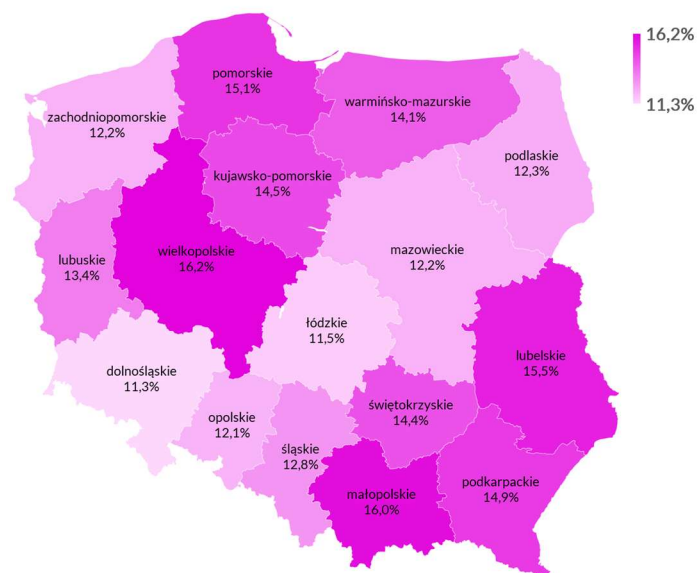 16,2%
11,3%
pomorskie
15,1%
warmińsko-mazurskie
14,1%
zachodniopomorskie
12,2%
podlaskie
12,3%
kujawsko-pomorskie
14,5%
mazowieckie
12,2%
wielkopolskie
16,2%
lubuskie
13,4%
łódzkie
11,5%
lubelskie
15,5%
dolnośląskie
11,3%
świętokrzyskie
14,4%
opolskie
12,1%
śląskie
12,8%
podkarpackie
14,9%
małopolskie
16,0%